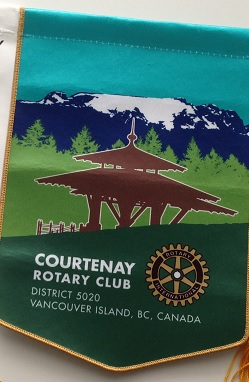 COURTENAY
ROTARY CLUB
DISTRICT 5020
VANCOUVER ISLAND, BC, CANADA
ROTARY
INTERNATIONAL